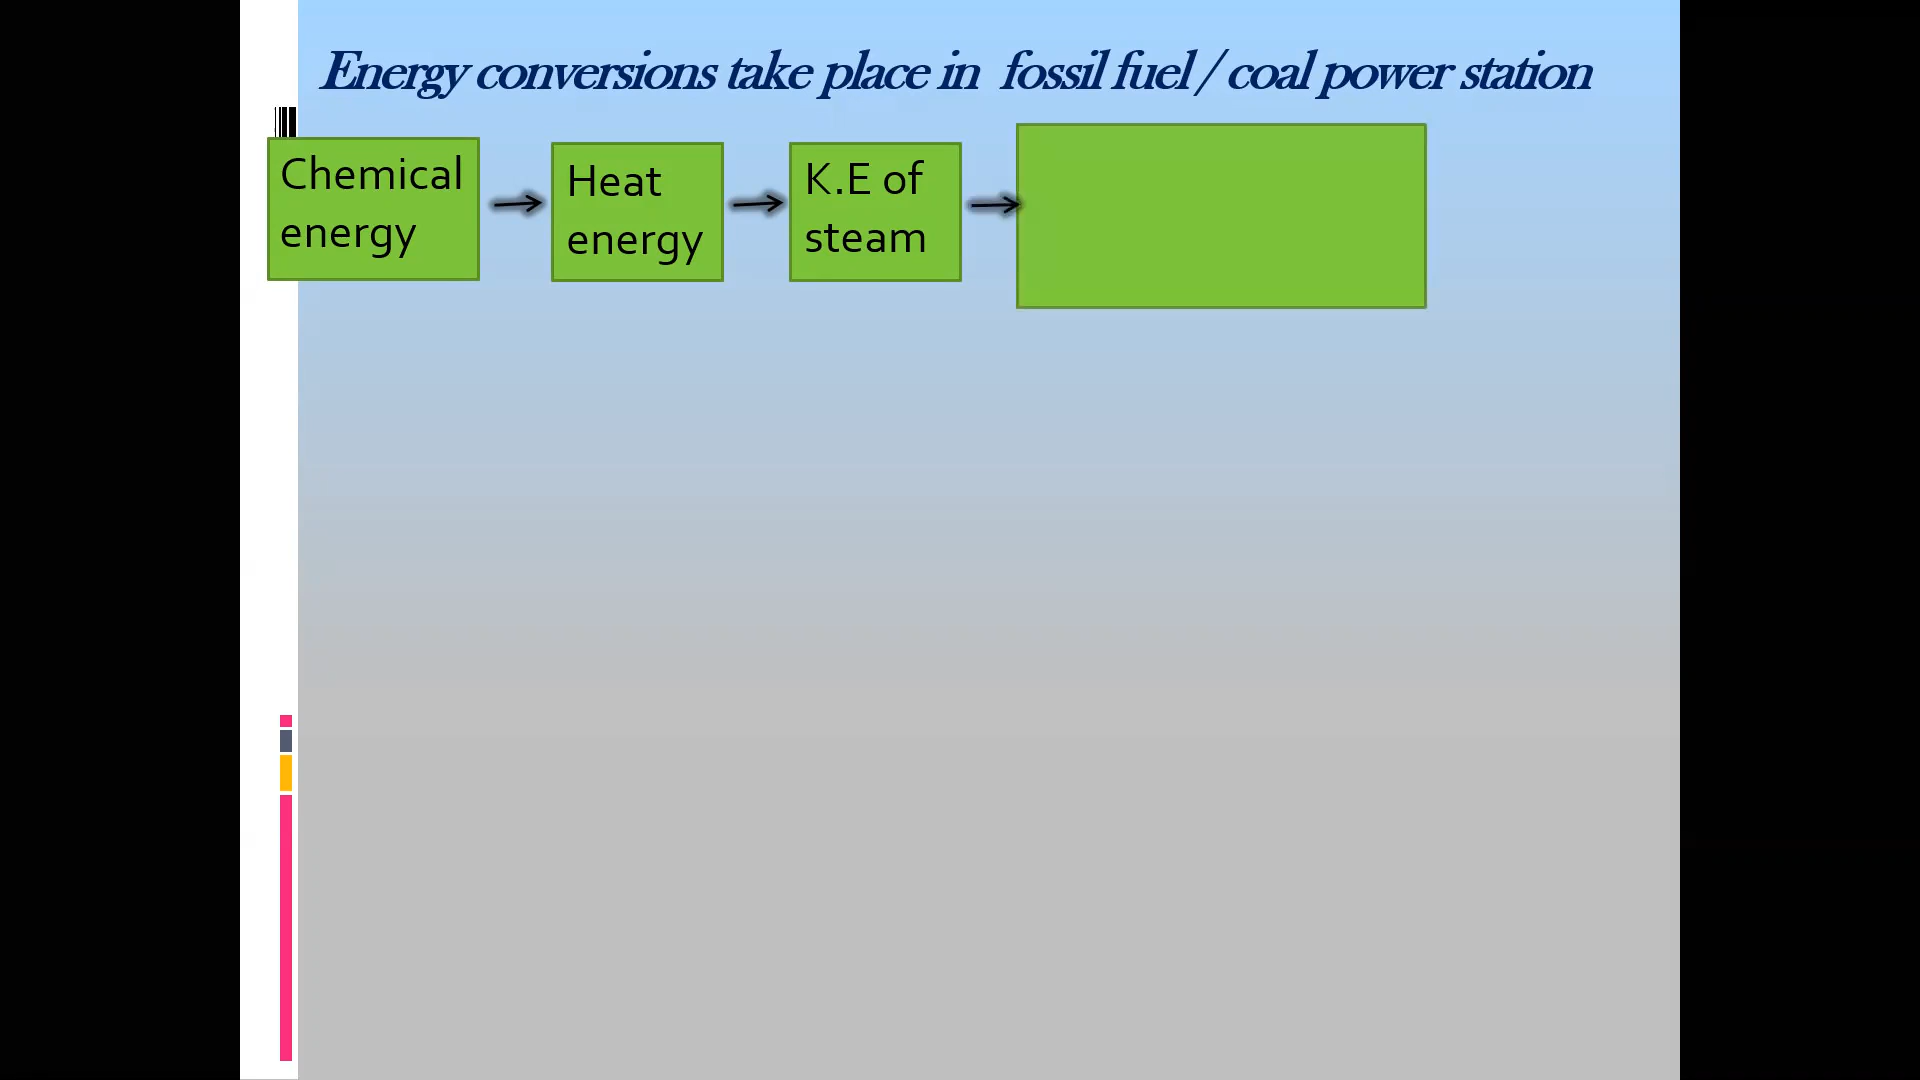 Energy conversions take place in fossil fuel / coal power station
Chemical
energy
Heat
energy
K.E of
steam